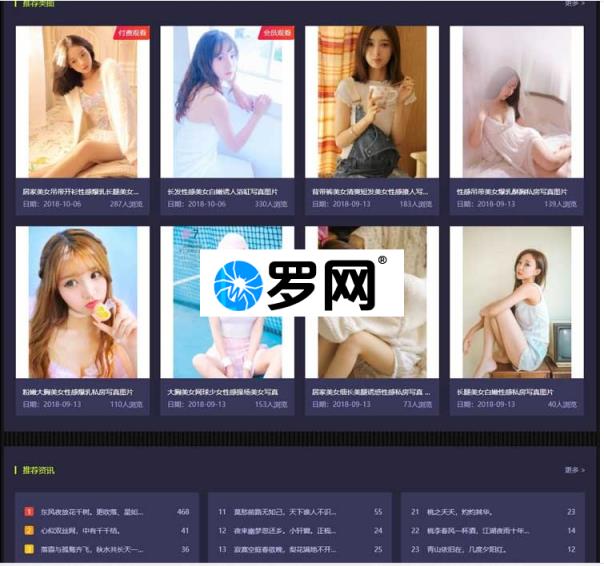 推荐美图
更多 >
付费观看
会员观看
居家美女吊带开衫性感爆乳长腿美女...
日期：2018-10-06
287人浏览
长发性感美女白嫩诱人浴缸写真图片
日期：2018-10-06
330人浏览
背带裤美女清爽短发美女性感撩人写...
日期：2018-09-13
183人浏览
性感吊带美女爆乳酥胸私房写真图片
日期：2018-09-13
139人浏览
罗网®
粉嫩大胸美女性感爆乳私房写真图片
日期：2018-09-13
110人浏览
大胸美女网球少女性感操场美女写真
日期：2018-09-13
153人浏览
居家美女细长美腿诱惑性感私房写真 ...
日期：2018-09-13
73人浏览
长腿美女白嫩性感私房写真图片
日期：2018-09-13
40人浏览
推荐资讯
更多 >
1 东风夜放花千树。更吹落、星如... 468
2 心似双丝网，中有千千结。 41
3 落霞与孤鹜齐飞，秋水共长天一... 36
11 莫愁前路无知己，天下谁人不识... 55
12 夜来幽梦忽还乡。小轩窗。正梳... 24
13 寂寞空庭春欲晚，梨花满地不开... 25
21 桃之夭夭，灼灼其华。 23
22 桃李春风一杯酒，江湖夜雨十年... 14
23 青山依旧在，几度夕阳红。 12